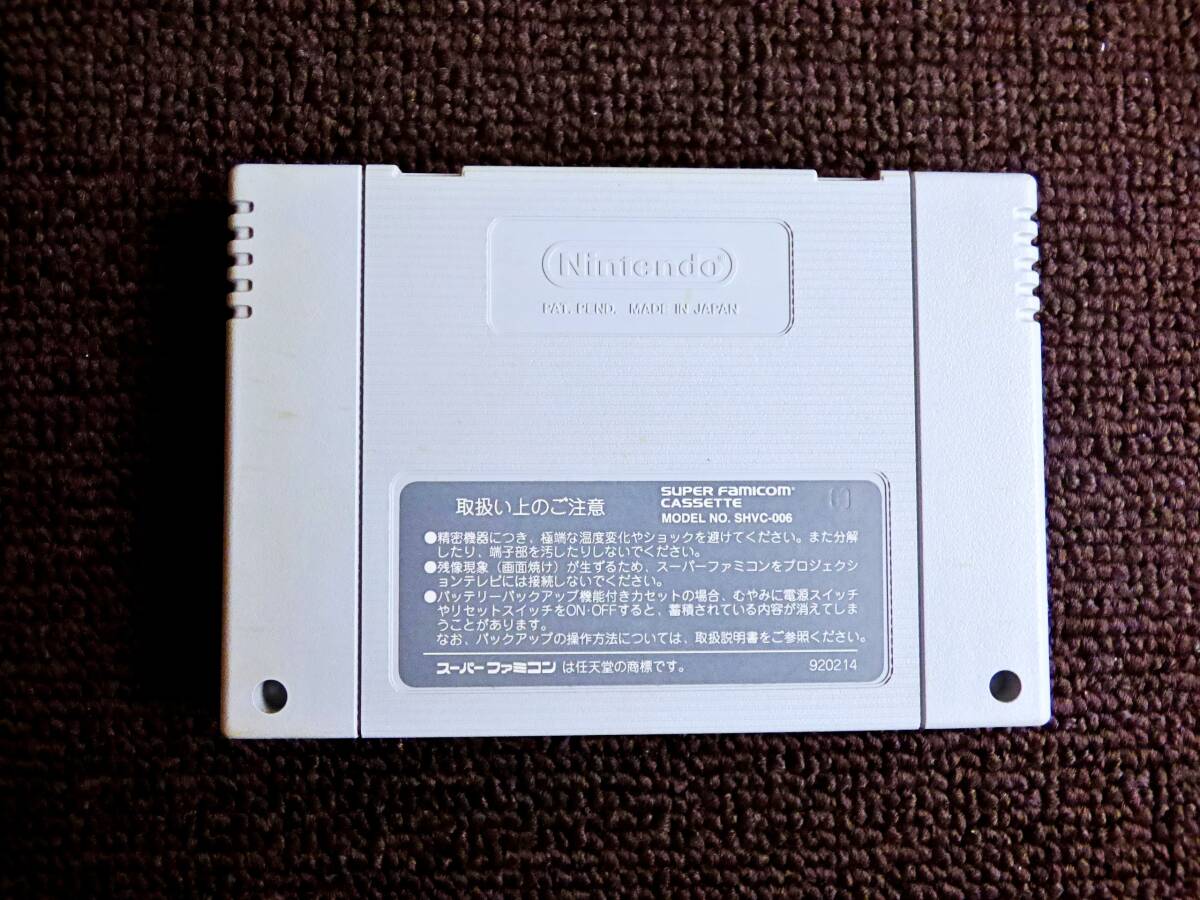 Nintendo®
PAT. PEND. MADE IN JAPAN
取扱い上のご注意
SUPER FAMICOM®
CASSETTE
MODEL NO. SHVC-006
●精密機器につき、極端な温度変化やショックを避けてください。また分解
したり、端子部を汚したりしないでください。
●残像現象（画面焼け）が生ずるため、スーパーファミコンをプロジェクシ
ョンテレビには接続しないでください。
●バッテリーバックアップ機能付きカセットの場合、むやみに電源スイッチ
やリセットスイッチをON·OFFすると、蓄積されている内容が消えてしま
うことがあります。
なお、バックアップの操作方法については、取扱説明書をご参照ください。
スーパーファミコン は任天堂の商標です。
920214